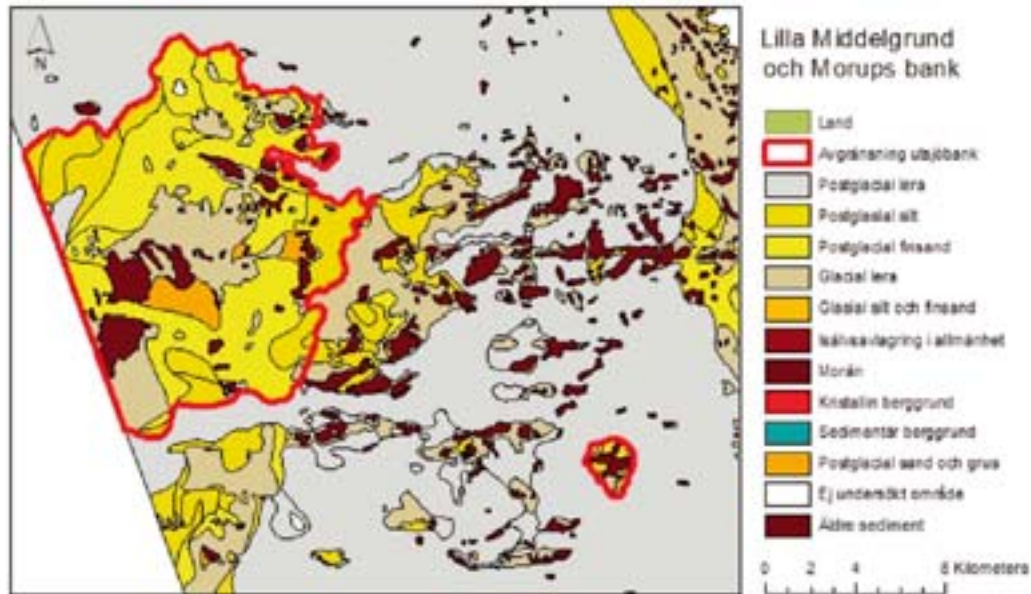 N
Lilla Middelgrund
och Morups bank
Land
Avgränsning utsjöbank
Postglacial lera
Postglasial silt
Postglacial finsand
Glacial lera
Glasial silt och finsand
Isälvsavlagring i allmänhet
Morän
Kristallin berggrund
Sedimentär berggrund
Postglacial sand och grus
Ej undersökt område
Äldre sediment
0 2 4 8 Kilometers